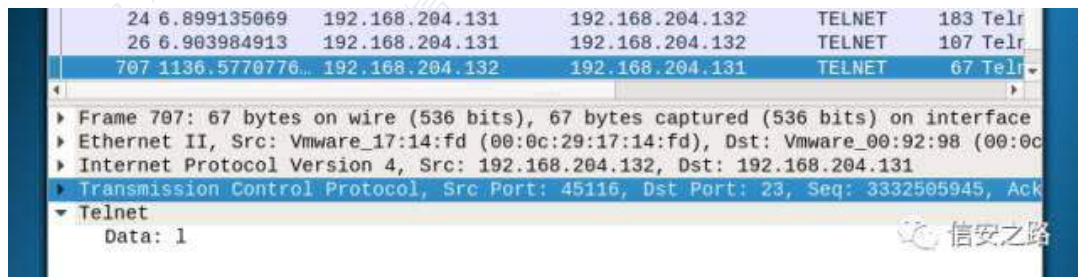 24 6.899135069 192.168.204.131 192.168.204.132 TELNET 183 Teln
26 6.903984913 192.168.204.131 192.168.204.132 TELNET 107 Teln
707 1136.5770776… 192.168.204.132 192.168.204.131 TELNET 67 Teln
Frame 707: 67 bytes on wire (536 bits), 67 bytes captured (536 bits) on interface
Ethernet II, Src: Vmware_17:14:fd (00:0c:29:17:14:fd), Dst: Vmware_00:92:98 (00:0c
Internet Protocol Version 4, Src: 192.168.204.132, Dst: 192.168.204.131
Transmission Control Protocol, Src Port: 45116, Dst Port: 23, Seq: 3332505945, Ack
Telnet
Data: l
信安之路